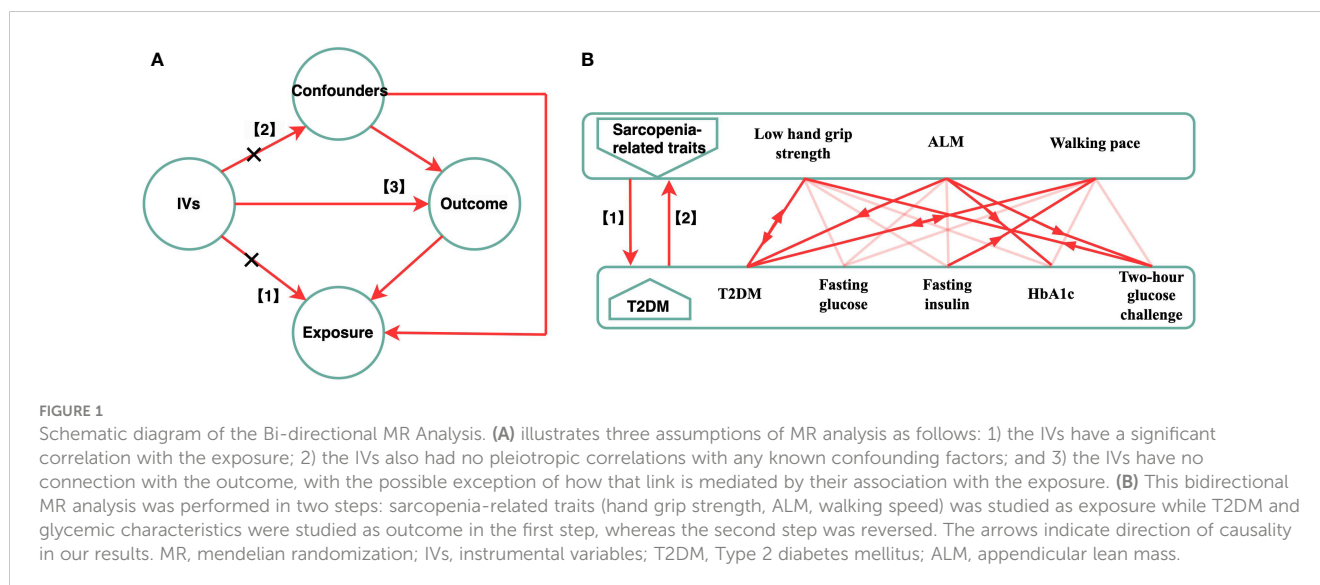 A
Confounders
【2】
【3】
IVs
Outcome
【1】
Exposure
B
Sarcopenia-
related traits
Low hand grip
strength
ALM
Walking pace
【1】
【2】
T2DM
T2DM
Fasting
glucose
Fasting
insulin
HbA1c
Two-hour
glucose
challenge
FIGURE 1
Schematic diagram of the Bi-directional MR Analysis. (A) illustrates three assumptions of MR analysis as follows: 1) the IVs have a significant
correlation with the exposure; 2) the IVs also had no pleiotropic correlations with any known confounding factors; and 3) the IVs have no
connection with the outcome, with the possible exception of how that link is mediated by their association with the exposure. (B) This bidirectional
MR analysis was performed in two steps: sarcopenia-related traits (hand grip strength, ALM, walking speed) was studied as exposure while T2DM and
glycemic characteristics were studied as outcome in the first step, whereas the second step was reversed. The arrows indicate direction of causality
in our results. MR, mendelian randomization; IVs, instrumental variables; T2DM, Type 2 diabetes mellitus; ALM, appendicular lean mass.